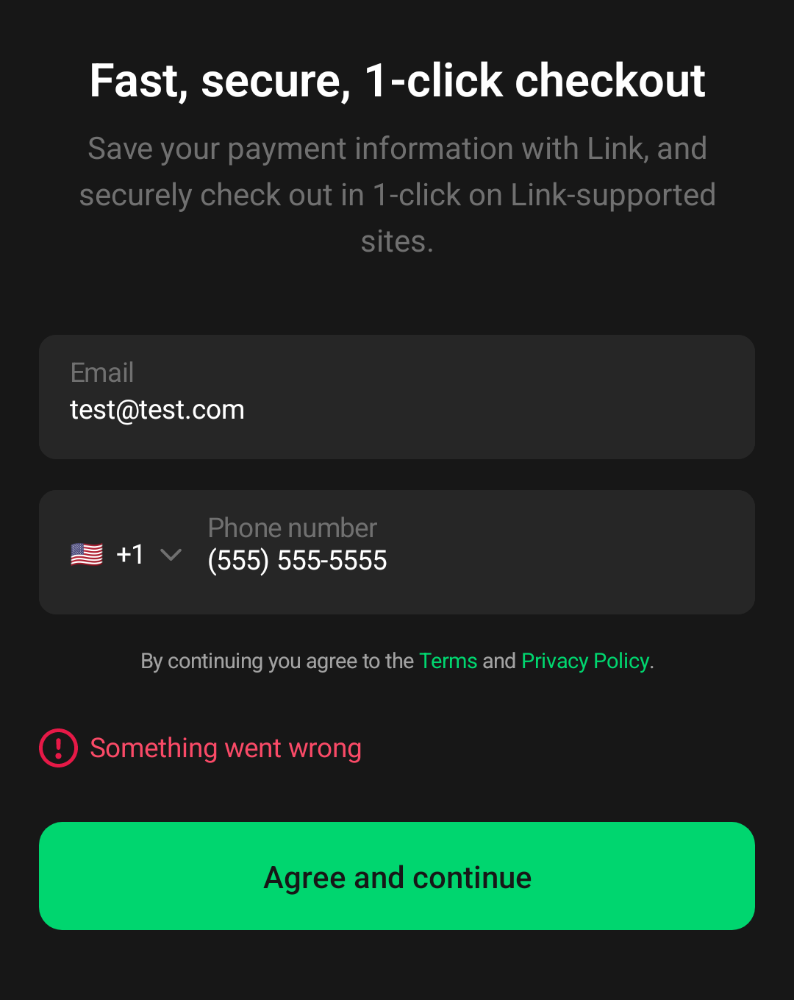 Fast, secure, 1-click checkout
Save your payment information with Link, and
securely check out in 1-click on Link-supported
sites.
Email
test@test.com
Phone number
+1 (555) 555-5555
By continuing you agree to the Terms and Privacy Policy.
Something went wrong
Agree and continue